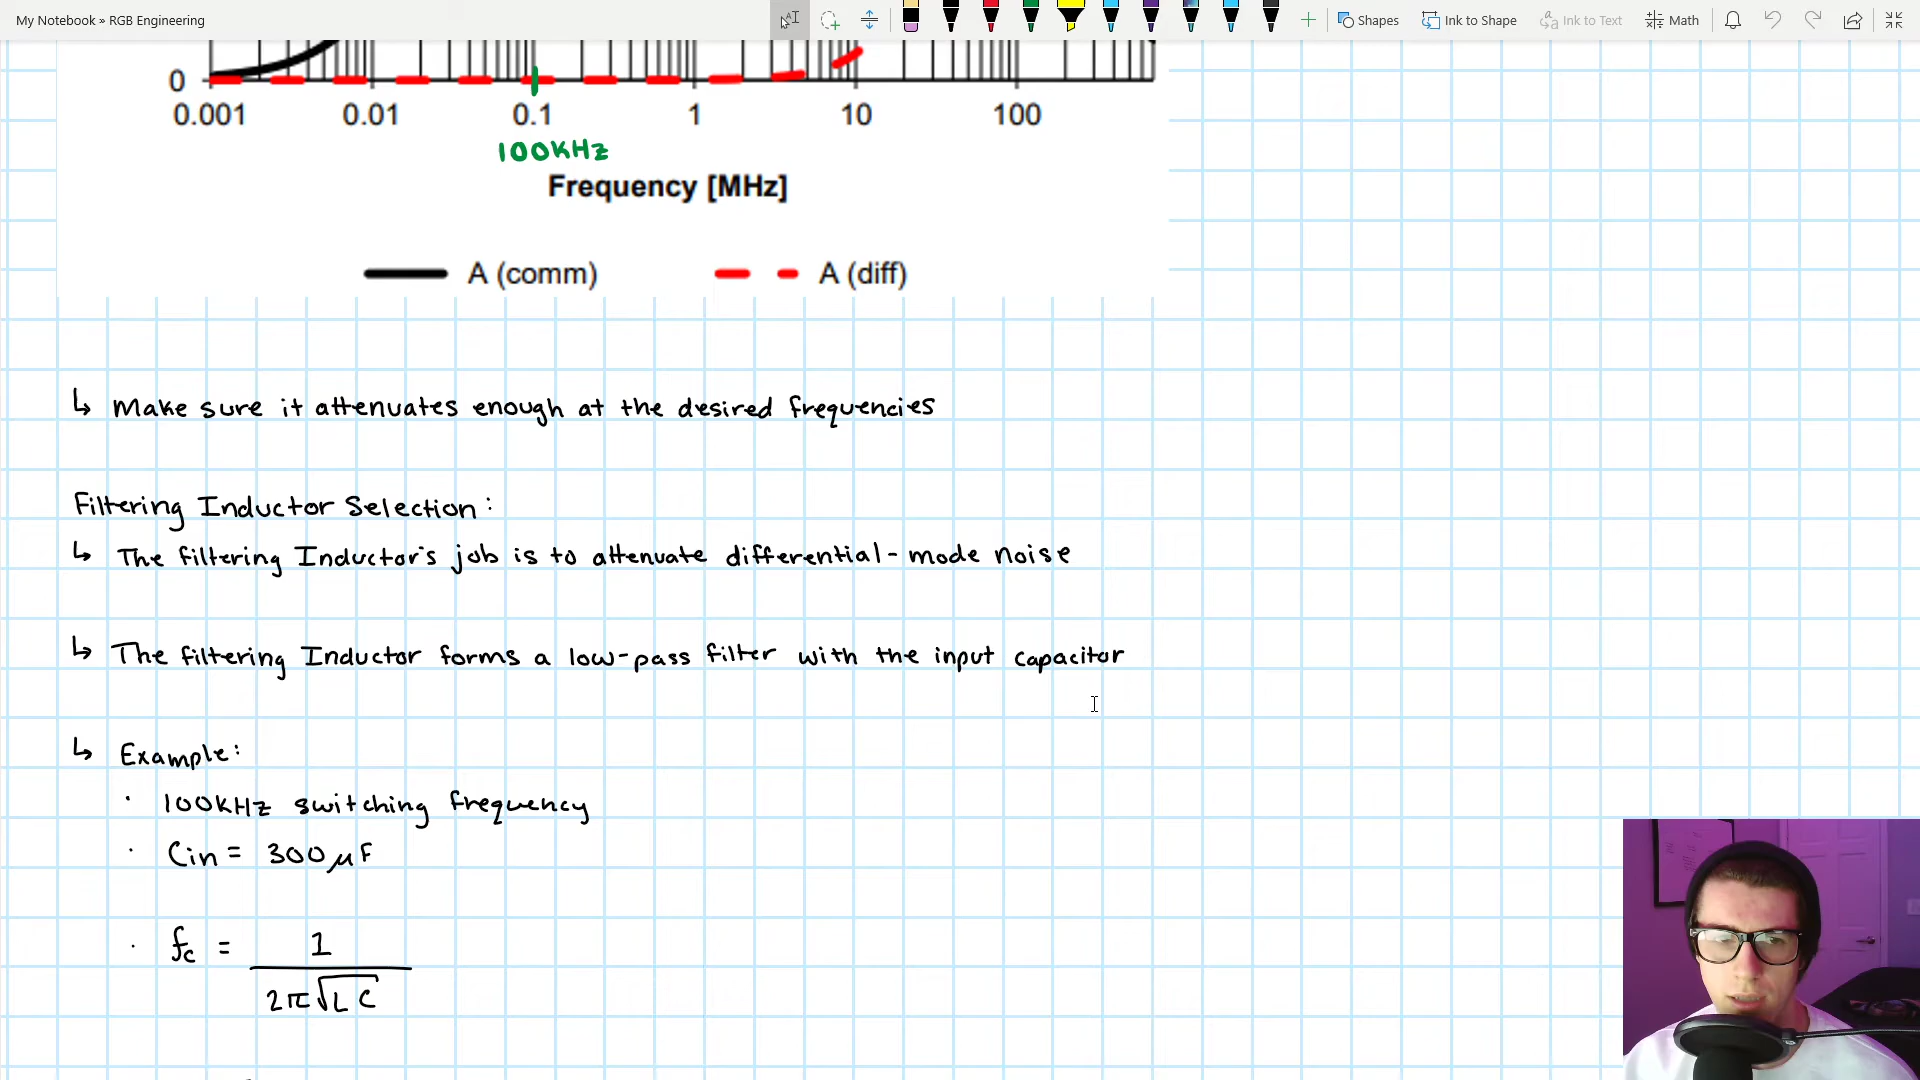 My Notebook » RGB Engineering
Shapes
Ink to Shape
Ink to Text
Math
0
0.001 0.01 0.1 1 10 100
100KHz
Frequency [MHz]
A (comm) A (diff)
↳ Make sure it attenuates enough at the desired frequencies
Filtering Inductor Selection:
↳ The filtering Inductor's job is to attenuate differential-mode noise
↳ The filtering Inductor forms a low-pass filter with the input capacitor
↳ Example:
· 100KHz switching frequency
· Cin = 300μF
· fc = 1
2π√LC